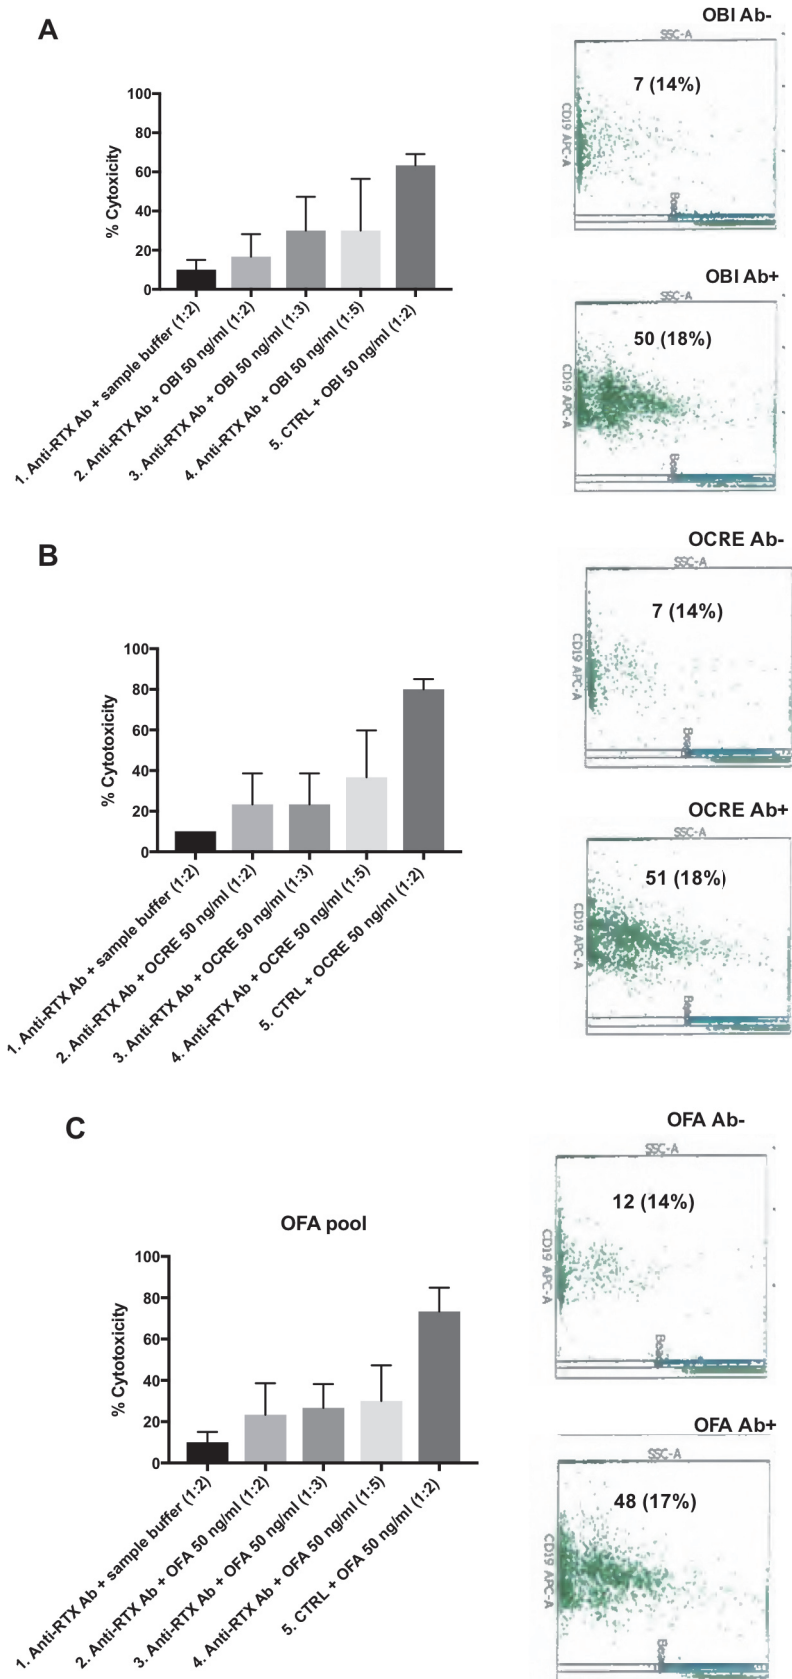 A
% Cytoxicity
100
80
60
40
20
0
1. Anti-RTX Ab + sample buffer (1:2)
2. Anti-RTX Ab + OBI 50 ng/ml (1:2)
3. Anti-RTX Ab + OBI 50 ng/ml (1:3)
4. Anti-RTX Ab + OBI 50 ng/ml (1:5)
5. CTRL + OBI 50 ng/ml (1:2)
OBI Ab-
SSC-A
7 (14%)
CD19 APC-A
OBI Ab+
SSC-A
50 (18%)
CD19 APC-A
B
% Cytotoxicity
100
80
60
40
20
0
1. Anti-RTX Ab + sample buffer (1:2)
2. Anti-RTX Ab + OCRE 50 ng/ml (1:2)
3. Anti-RTX Ab + OCRE 50 ng/ml (1:3)
4. Anti-RTX Ab + OCRE 50 ng/ml (1:5)
5. CTRL + OCRE 50 ng/ml (1:2)
OCRE Ab-
SSC-A
7 (14%)
CD19 APC-A
OCRE Ab+
SSC-A
51 (18%)
CD19 APC-A
C
OFA pool
% Cytotoxicity
100
80
60
40
20
0
1. Anti-RTX Ab + sample buffer (1:2)
2. Anti-RTX Ab + OFA 50 ng/ml (1:2)
3. Anti-RTX Ab + OFA 50 ng/ml (1:3)
4. Anti-RTX Ab + OFA 50 ng/ml (1:5)
5. CTRL + OFA 50 ng/ml (1:2)
OFA Ab-
SSC-A
12 (14%)
CD19 APC-A
OFA Ab+
SSC-A
48 (17%)
CD19 APC-A